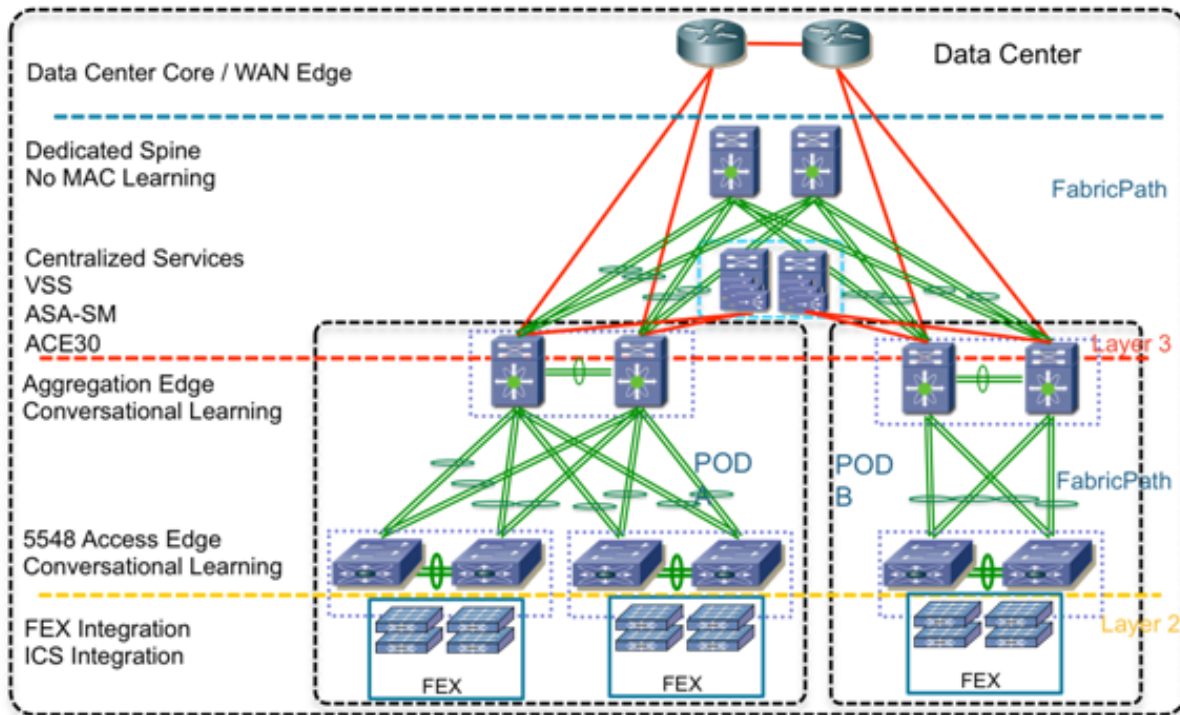 Data Center
Data Center Core / WAN Edge
Dedicated Spine
No MAC Learning
FabricPath
Centralized Services
VSS
ASA-SM
ACE30
Layer 3
Aggregation Edge
Conversational Learning
POD
A
POD
B
FabricPath
5548 Access Edge
Conversational Learning
Layer 2
FEX Integration
ICS Integration
FEX
FEX
FEX